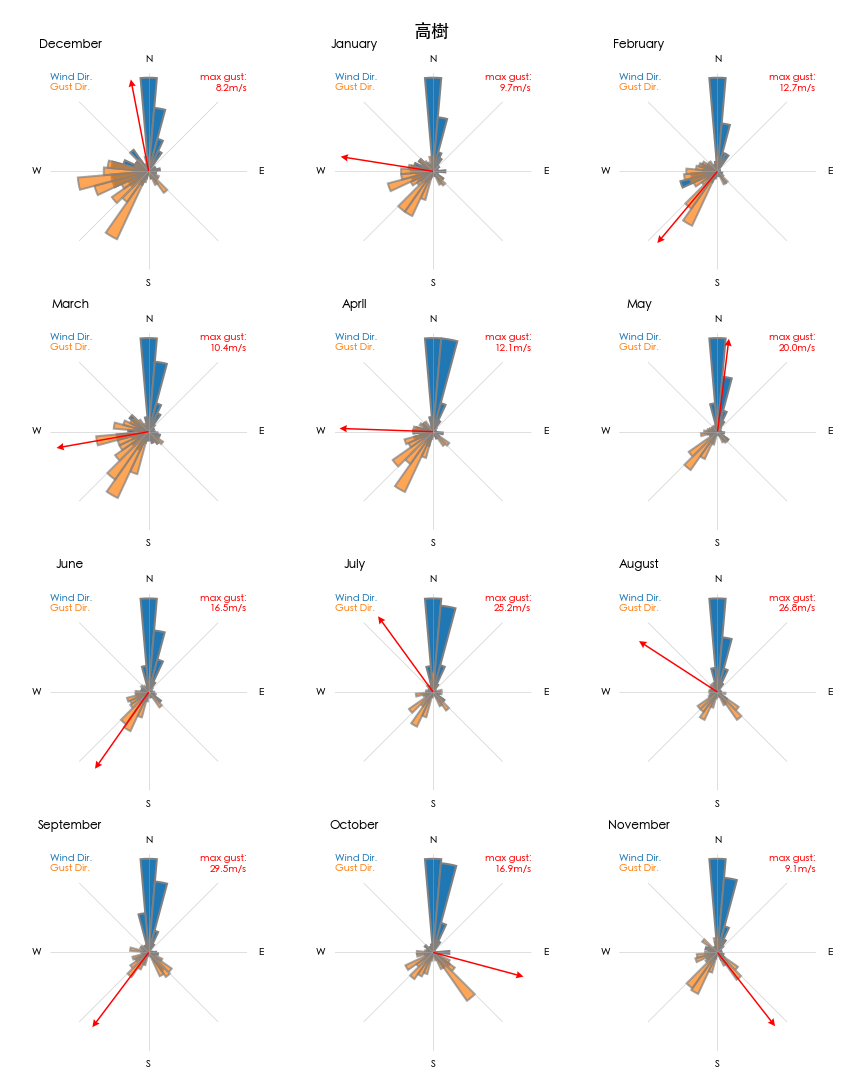 高樹
December
N
Wind Dir.
Gust Dir.
max gust:
8.2m/s
W
E
S
January
N
Wind Dir.
Gust Dir.
max gust:
9.7m/s
W
E
S
February
N
Wind Dir.
Gust Dir.
max gust:
12.7m/s
W
E
S
March
N
Wind Dir.
Gust Dir.
max gust:
10.4m/s
W
E
S
April
N
Wind Dir.
Gust Dir.
max gust:
12.1m/s
W
E
S
May
N
Wind Dir.
Gust Dir.
max gust:
20.0m/s
W
E
S
June
N
Wind Dir.
Gust Dir.
max gust:
16.5m/s
W
E
S
July
N
Wind Dir.
Gust Dir.
max gust:
25.2m/s
W
E
S
August
N
Wind Dir.
Gust Dir.
max gust:
26.8m/s
W
E
S
September
N
Wind Dir.
Gust Dir.
max gust:
29.5m/s
W
E
S
October
N
Wind Dir.
Gust Dir.
max gust:
16.9m/s
W
E
S
November
N
Wind Dir.
Gust Dir.
max gust:
9.1m/s
W
E
S